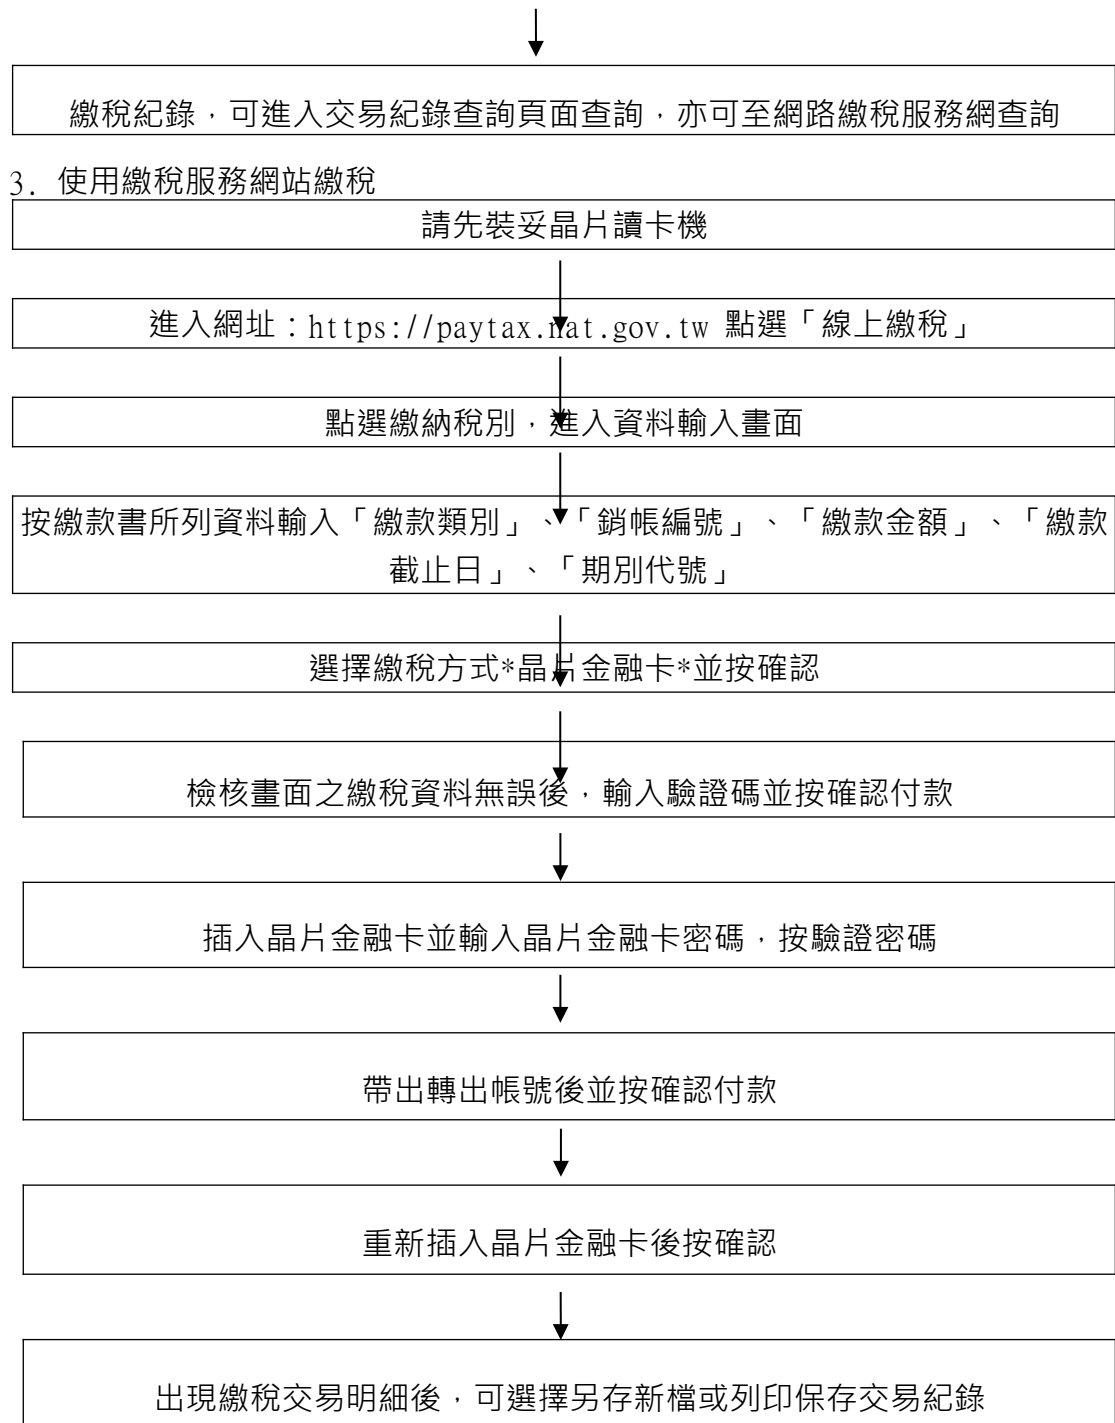 繳稅紀錄，可進入交易紀錄查詢頁面查詢，亦可至網路繳稅服務網查詢
3. 使用繳稅服務網站繳稅
請先裝妥晶片讀卡機
進入網址：https://paytax.nat.gov.tw 點選「線上繳稅」
點選繳納稅別，進入資料輸入畫面
按繳款書所列資料輸入「繳款類別」、「銷帳編號」、「繳款金額」、「繳款
截止日」、「期別代號」
選擇繳稅方式*晶片金融卡*並按確認
檢核畫面之繳稅資料無誤後，輸入驗證碼並按確認付款
插入晶片金融卡並輸入晶片金融卡密碼，按驗證密碼
帶出轉出帳號後並按確認付款
重新插入晶片金融卡後按確認
出現繳稅交易明細後，可選擇另存新檔或列印保存交易紀錄